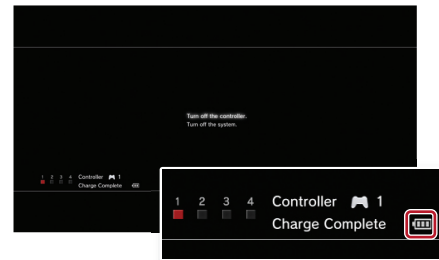 Turn off the controller.
Turn off the system.
1 2 3 4 Controller 1
Charge Complete
1 2 3 4 Controller 1
Charge Complete